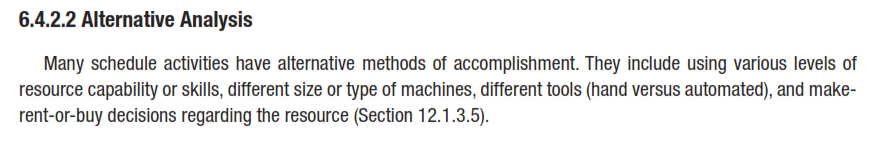 6.4.2.2 Alternative Analysis
Many schedule activities have alternative methods of accomplishment. They include using various levels of
resource capability or skills, different size or type of machines, different tools (hand versus automated), and make-
rent-or-buy decisions regarding the resource (Section 12.1.3.5).